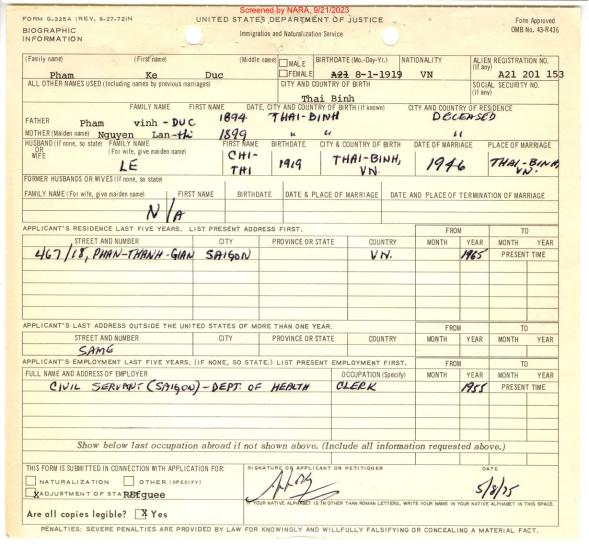 Screened by NARA, 9/21/2023
FORM G-325A (REV. 8-27-72)N UNITED STATES DEPARTMENT OF JUSTICE Form Approved
BIOGRAPHIC INFORMATION Immigration and Naturalization Service OMB No. 43-R436
(Family name) (First name) (Middle name) MALE FEMALE BIRTHDATE (Mo.-Day-Yr.) NATIONALITY ALIEN REGISTRATION NO. (If any)
Pham Ke Duc A21 8-1-1919 VN A21 201 153
ALL OTHER NAMES USED (Including names by previous marriages) CITY AND COUNTRY OF BIRTH SOCIAL SECURITY NO. (If any)
Thai Binh
FAMILY NAME FIRST NAME DATE, CITY AND COUNTRY OF BIRTH (If known) CITY AND COUNTRY OF RESIDENCE
FATHER Pham vinh - DUC 1894 THAI-BINH DECEASED
MOTHER (Maiden name) Nguyen Lan-thi 1899 " " "
HUSBAND (If none, so state) OR WIFE FAMILY NAME (For wife, give maiden name) FIRST NAME BIRTHDATE CITY & COUNTRY OF BIRTH DATE OF MARRIAGE PLACE OF MARRIAGE
LE CHI-THI 1919 THAI-BINH, VN. 1946 THAI-BINH, VN.
FORMER HUSBANDS OR WIVES (If none, so state)
FAMILY NAME (For wife, give maiden name) FIRST NAME BIRTHDATE DATE & PLACE OF MARRIAGE DATE AND PLACE OF TERMINATION OF MARRIAGE
N/A
APPLICANT'S RESIDENCE LAST FIVE YEARS. LIST PRESENT ADDRESS FIRST. FROM TO
STREET AND NUMBER CITY PROVINCE OR STATE COUNTRY MONTH YEAR MONTH YEAR
467/18, PHAN-THANH-GIAN SAIGON VN. 1965 PRESENT TIME
APPLICANT'S LAST ADDRESS OUTSIDE THE UNITED STATES OF MORE THAN ONE YEAR. FROM TO
STREET AND NUMBER CITY PROVINCE OR STATE COUNTRY MONTH YEAR MONTH YEAR
SAME
APPLICANT'S EMPLOYMENT LAST FIVE YEARS. (IF NONE, SO STATE.) LIST PRESENT EMPLOYMENT FIRST. FROM TO
FULL NAME AND ADDRESS OF EMPLOYER OCCUPATION (Specify) MONTH YEAR MONTH YEAR
CIVIL SERVANT (SAIGON) - DEPT. OF HEALTH CLERK 1955 PRESENT TIME
Show below last occupation abroad if not shown above. (Include all information requested above.)
THIS FORM IS SUBMITTED IN CONNECTION WITH APPLICATION FOR: SIGNATURE OF APPLICANT OR PETITIONER DATE
NATURALIZATION OTHER (SPECIFY)
X ADJUSTMENT OF STATUS REfguee 5/8/75
IF YOUR NATIVE ALPHABET IS IN OTHER THAN ROMAN LETTERS, WRITE YOUR NAME IN YOUR NATIVE ALPHABET IN THIS SPACE.
Are all copies legible? X Yes
PENALTIES: SEVERE PENALTIES ARE PROVIDED BY LAW FOR KNOWINGLY AND WILLFULLY FALSIFYING OR CONCEALING A MATERIAL FACT.